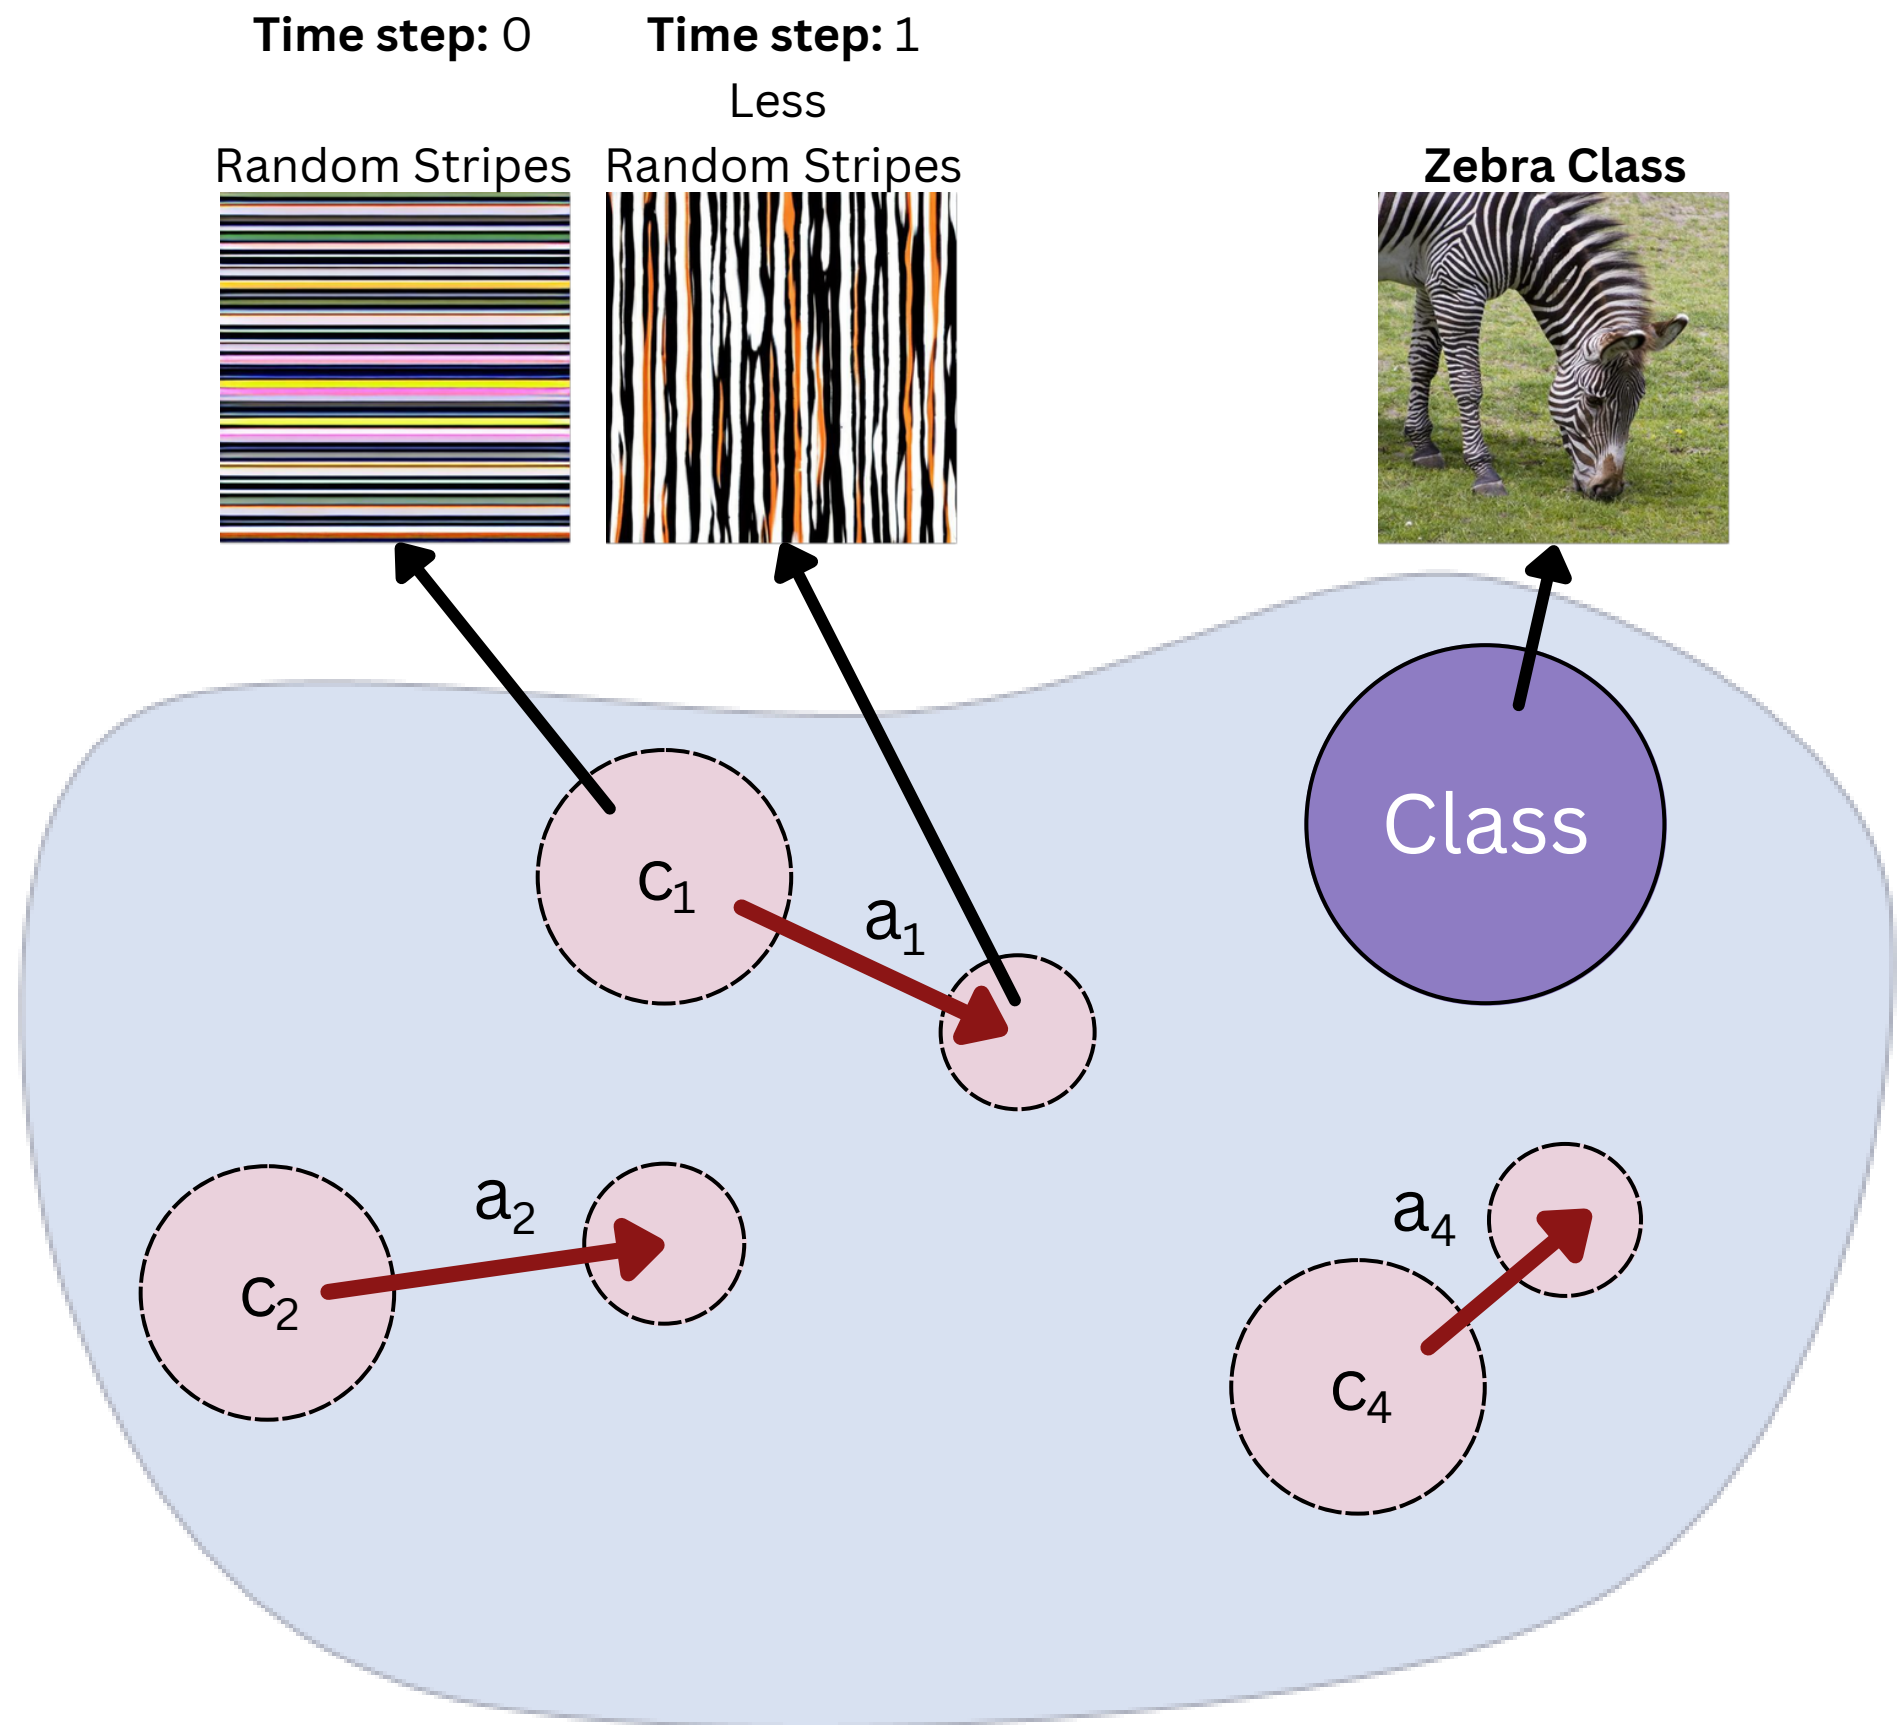 Time step: 0
Time step: 1
Less
Random Stripes
Random Stripes
Zebra Class
Class
c₁
a₁
a₂
c₂
a₄
c₄